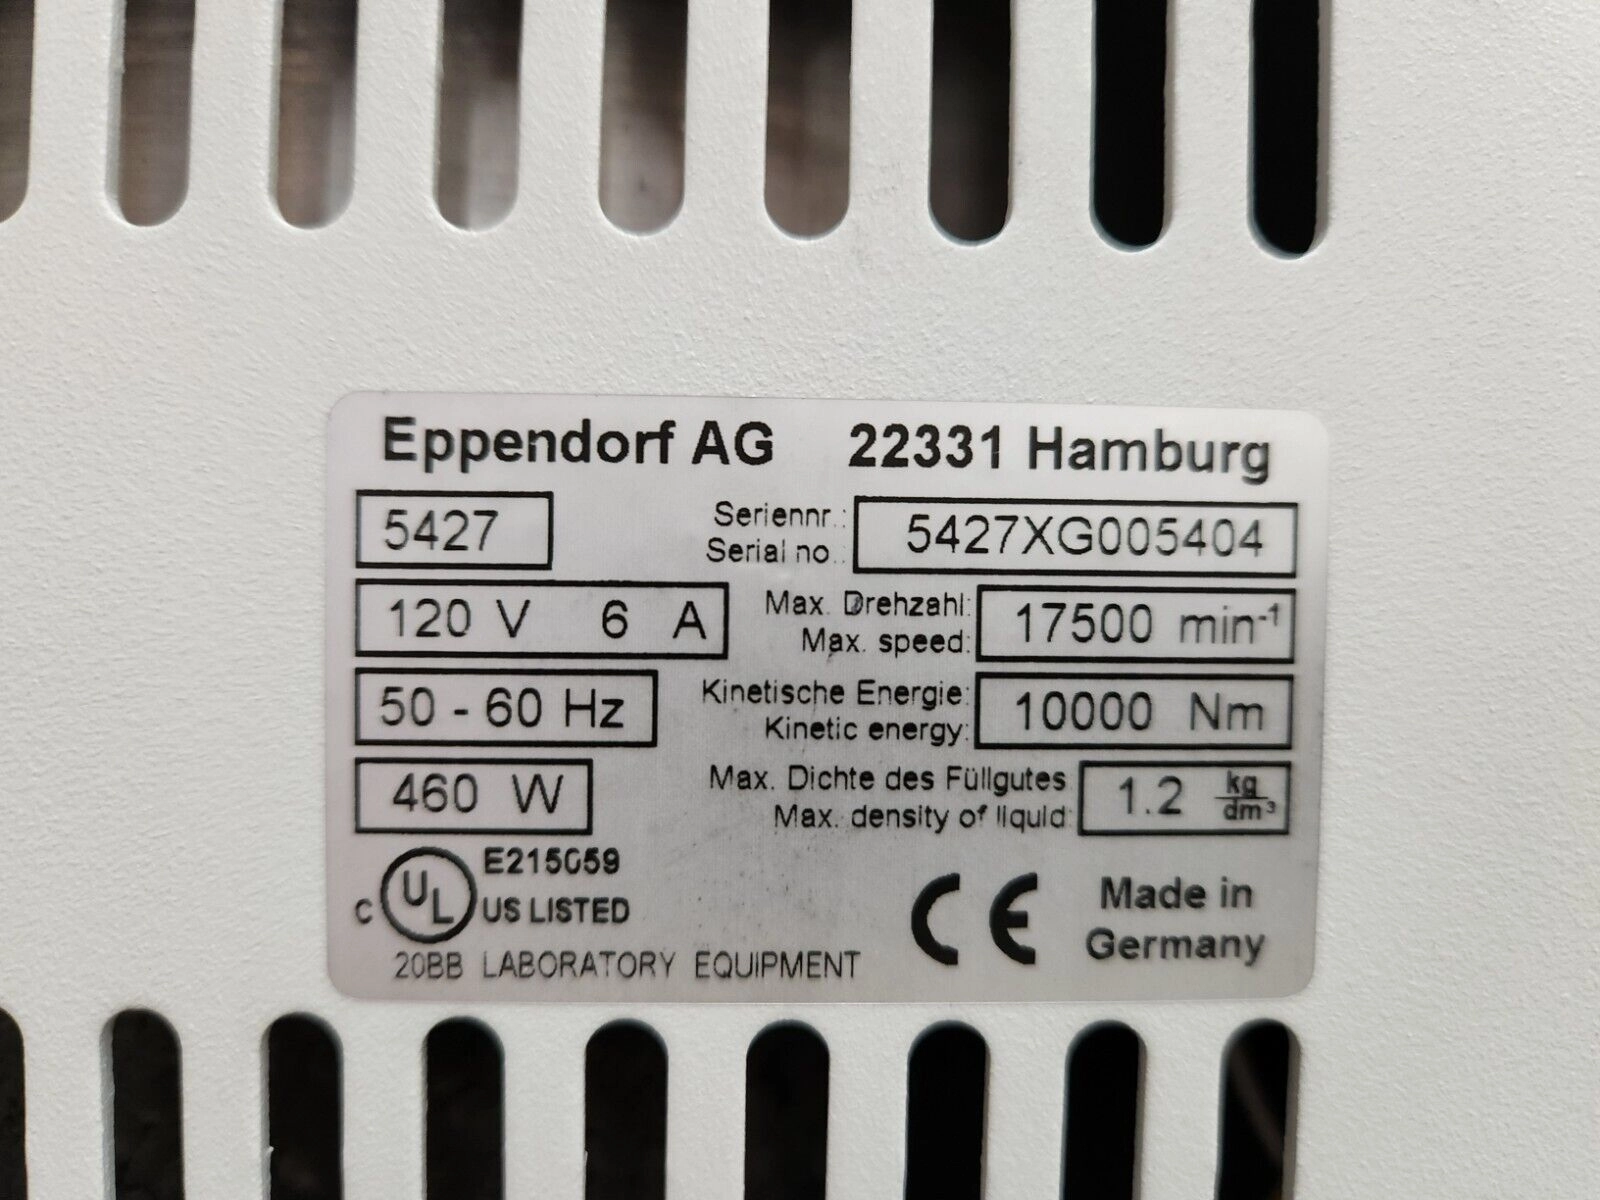 Eppendorf AG 22331 Hamburg
5427
Seriennr.:
Serial no.:
5427XG005404
120 V 6 A
Max. Drehzahl:
Max. speed:
17500 min⁻¹
50 - 60 Hz
Kinetische Energie:
Kinetic energy:
10000 Nm
460 W
Max. Dichte des Füllgutes
Max. density of liquid:
1.2 kg/dm³
E215059
C UL US LISTED
20BB LABORATORY EQUIPMENT
CE
Made in
Germany